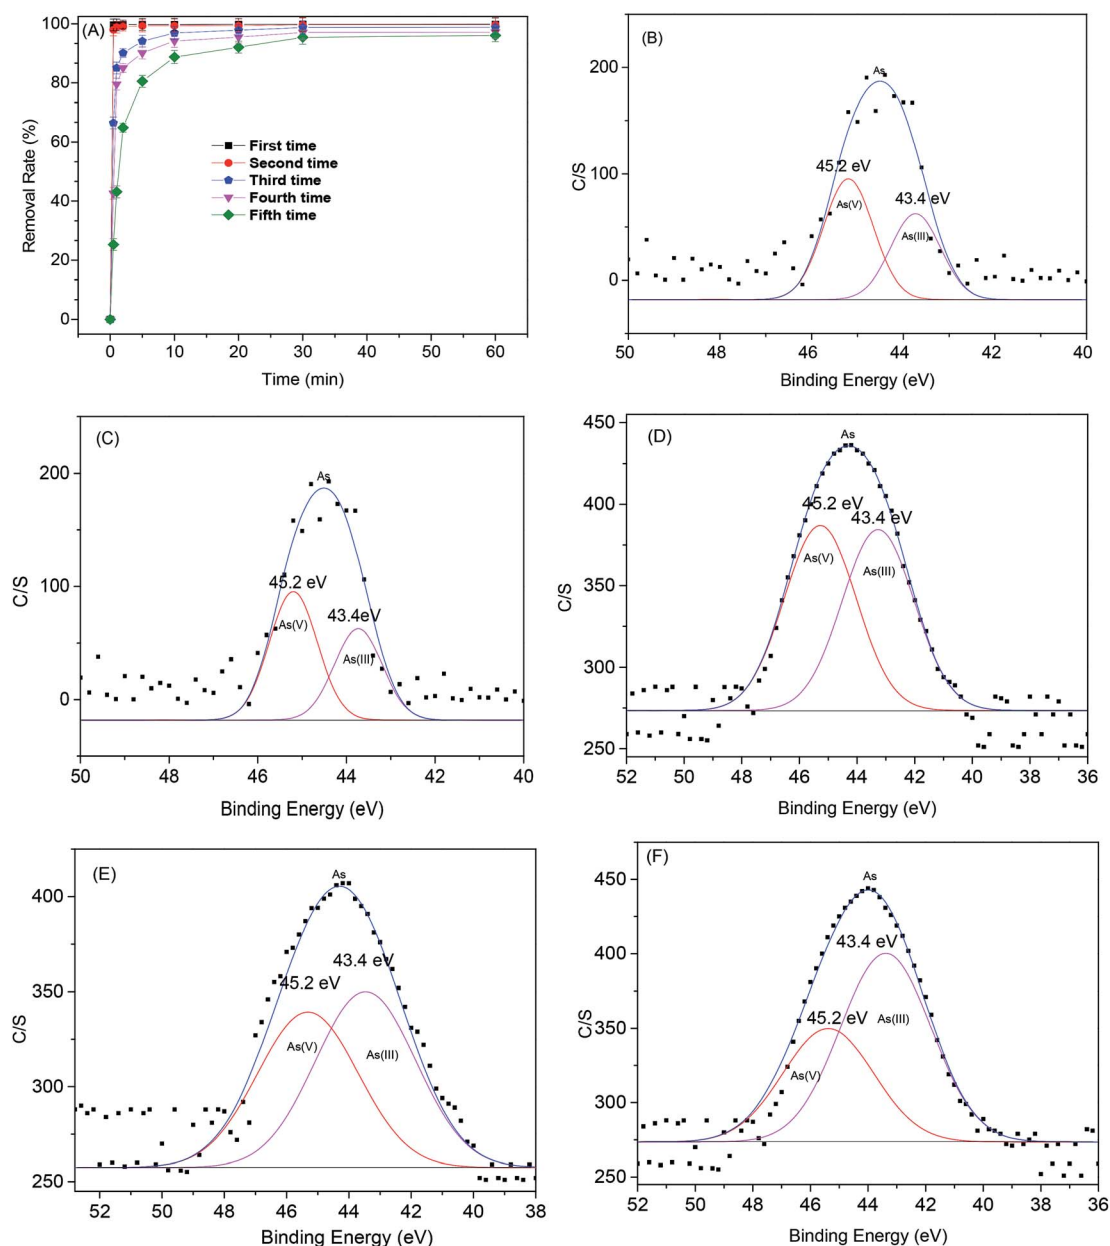 (A)
100
80
60
40
20
0
Removal Rate (%)
First time
Second time
Third time
Fourth time
Fifth time
0 10 20 30 40 50 60
Time (min)
(B)
200
100
0
C/S
As
45.2 eV
43.4 eV
As(V)
As(III)
50 48 46 44 42 40
Binding Energy (eV)
(C)
200
100
0
C/S
As
45.2 eV
43.4eV
As(V)
As(III)
50 48 46 44 42 40
Binding Energy (eV)
(D)
450
400
350
300
250
C/S
As
45.2 eV
43.4 eV
As(V)
As(III)
52 50 48 46 44 42 40 38 36
Binding Energy (eV)
(E)
400
350
300
250
C/S
As
43.4 eV
45.2 eV
As(V)
As(III)
52 50 48 46 44 42 40 38
Binding Energy (eV)
(F)
450
400
350
300
250
C/S
As
43.4 eV
45.2 eV
As(III)
As(V)
52 50 48 46 44 42 40 38 36
Binding Energy (eV)